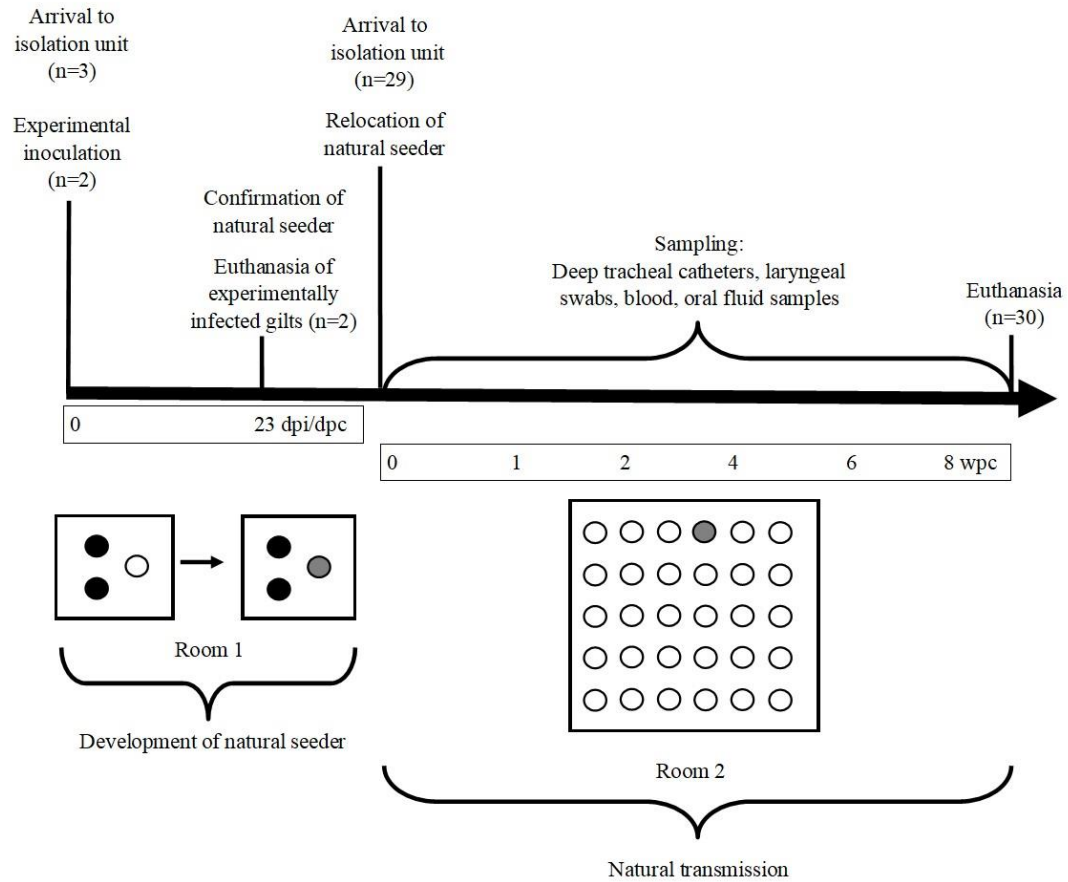 Arrival to
isolation unit
(n=3)
Experimental
inoculation
(n=2)
Confirmation of
natural seeder
Euthanasia of
experimentally
infected gilts (n=2)
Arrival to
isolation unit
(n=29)
Relocation of
natural seeder
Sampling:
Deep tracheal catheters, laryngeal
swabs, blood, oral fluid samples
Euthanasia
(n=30)
0 23 dpi/dpc
0 1 2 4 6 8 wpc
Room 1
Development of natural seeder
Room 2
Natural transmission